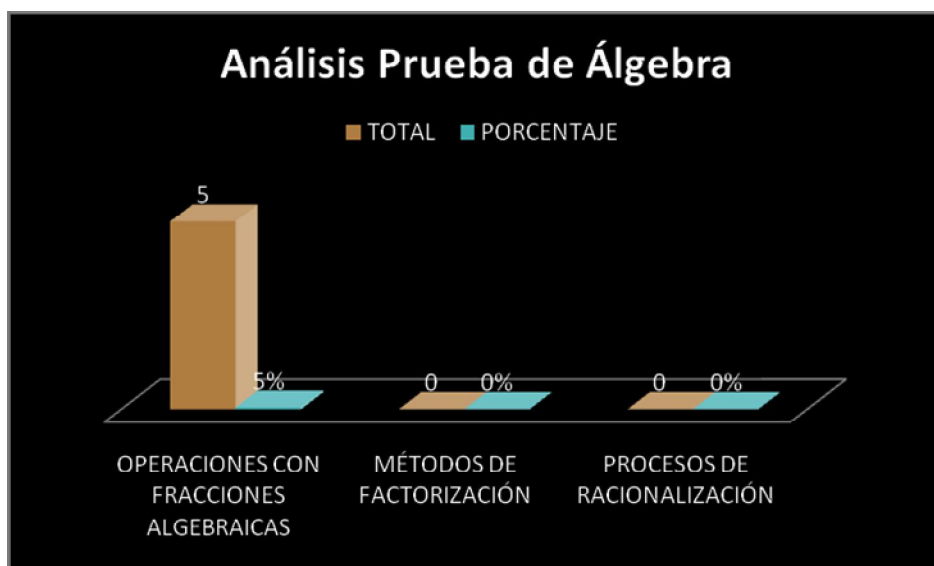 Análisis Prueba de Álgebra
TOTAL PORCENTAJE
5
5%
0 0%
0 0%
OPERACIONES CON
FRACCIONES
ALGEBRAICAS
MÉTODOS DE
FACTORIZACIÓN
PROCESOS DE
RACIONALIZACIÓN